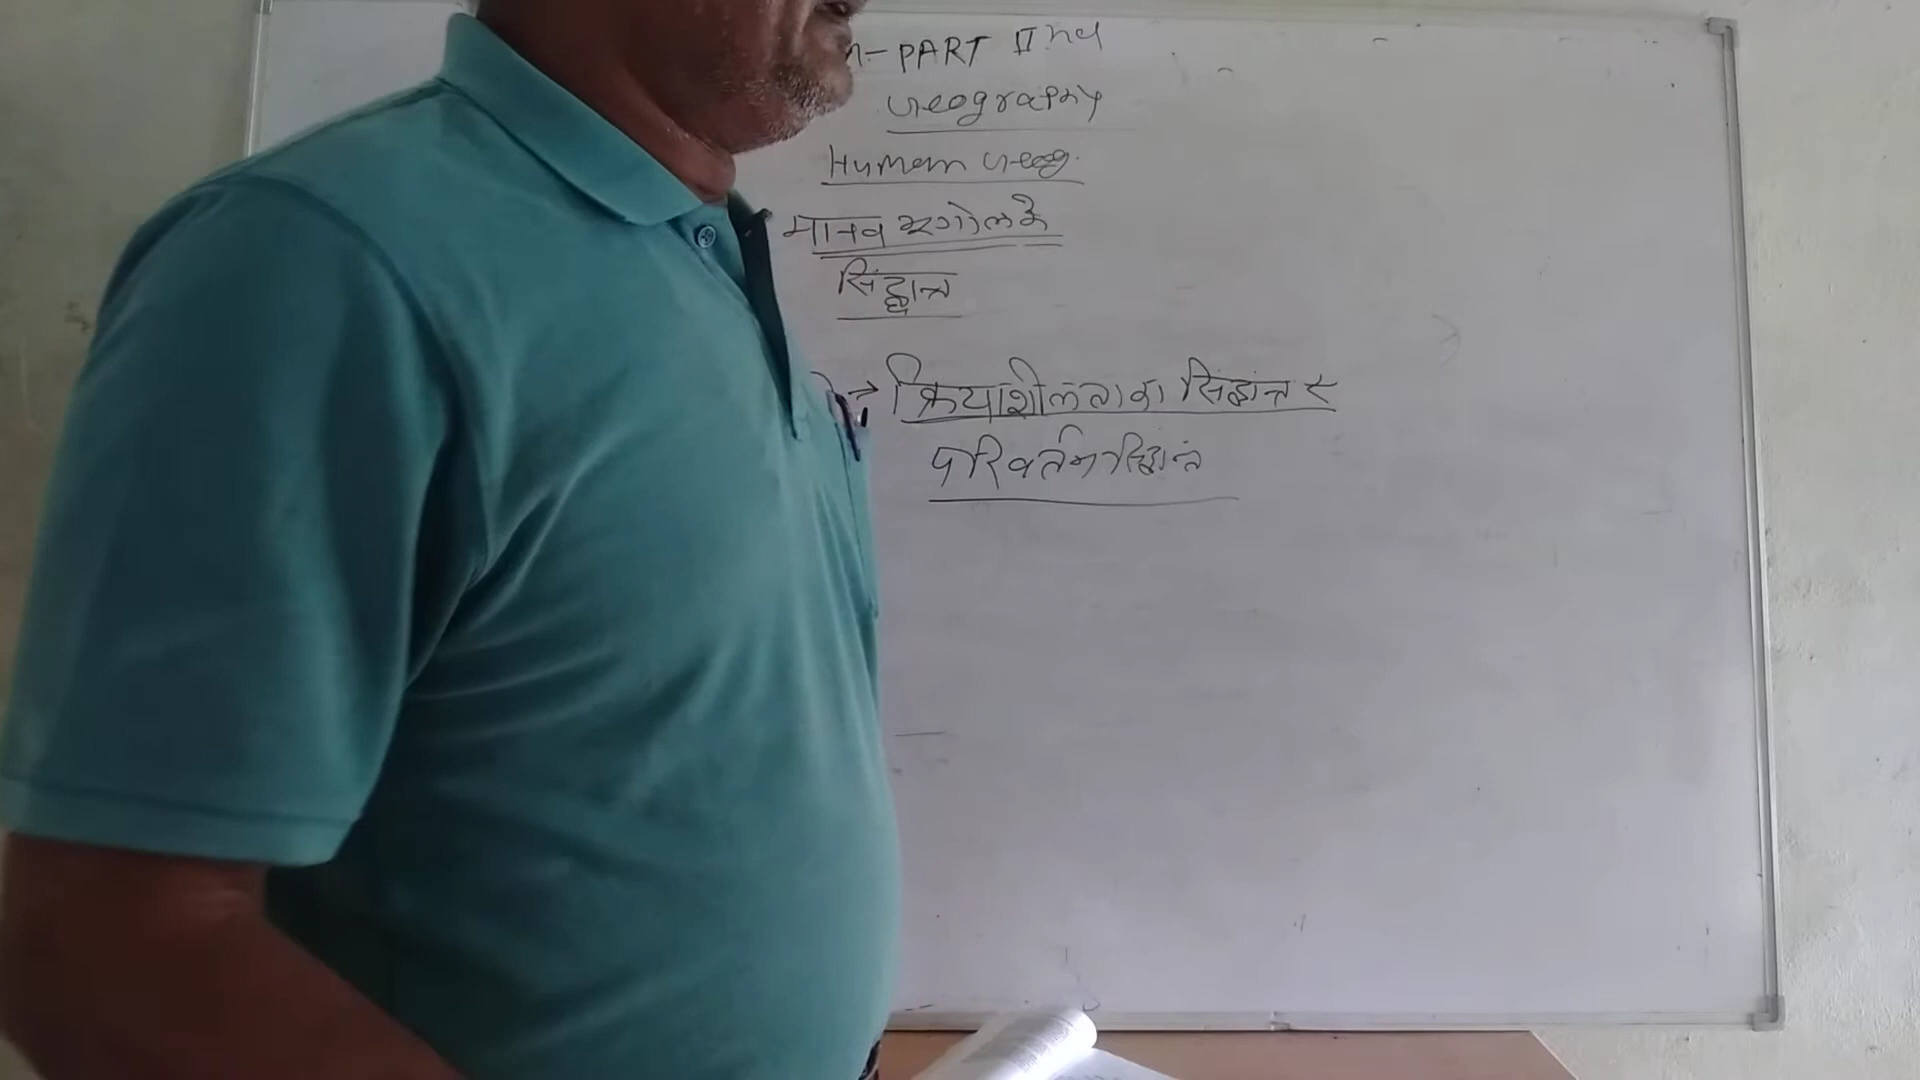 PART II nd
Geography
Human Geog.
मानव भूगोल के
सिद्धान्त
→ क्रियाशीलता का सिद्धान्त
परिवर्तन सिद्धांत